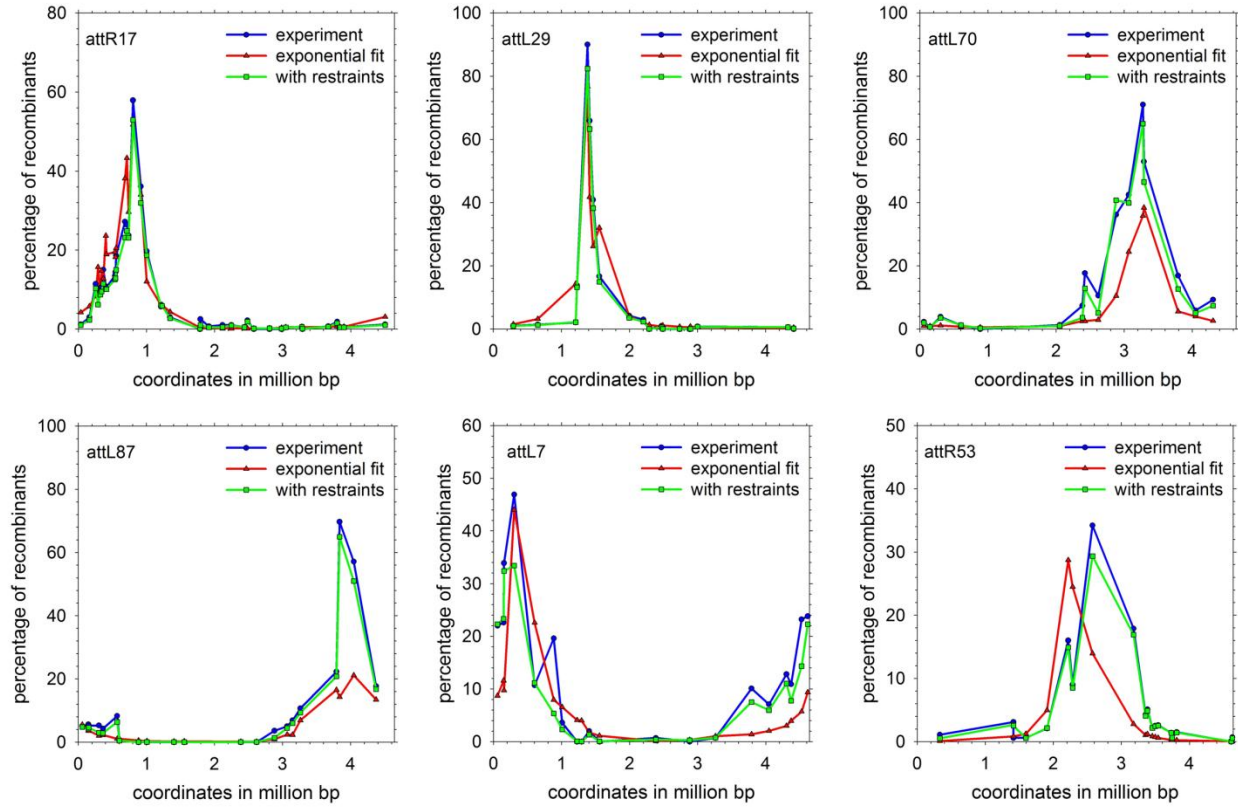 attR17
experiment
exponential fit
with restraints
percentage of recombinants
80
60
40
20
0
0 1 2 3 4
coordinates in million bp
attL29
experiment
exponential fit
with restraints
percentage of recombinants
100
80
60
40
20
0
0 1 2 3 4
coordinates in million bp
attL70
experiment
exponential fit
with restraints
percentage of recombinants
100
80
60
40
20
0
0 1 2 3 4
coordinates in million bp
attL87
experiment
exponential fit
with restraints
percentage of recombinants
100
80
60
40
20
0
0 1 2 3 4
coordinates in million bp
attL7
experiment
exponential fit
with restraints
percentage of recombinants
60
50
40
30
20
10
0
0 1 2 3 4
coordinates in million bp
attR53
experiment
exponential fit
with restraints
percentage of recombinants
50
40
30
20
10
0
0 1 2 3 4
coordinates in million bp